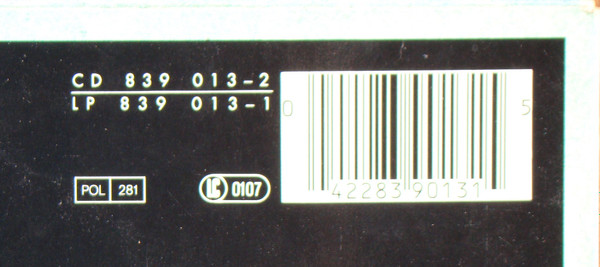 CD 839 013-2
LP 839 013-1
0 42283 90131 5
POL 281
LC 0107